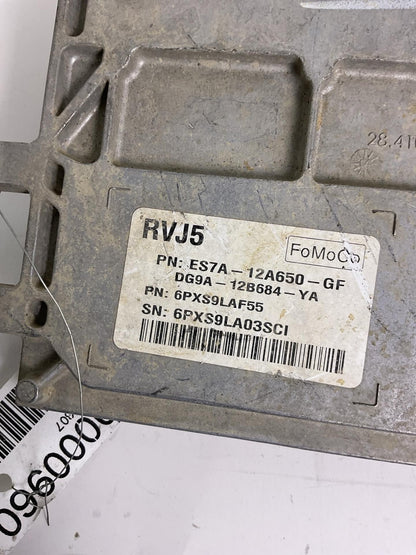 28.41
RVJ5
FoMoCo
PN: ES7A-12A650-GF
DG9A-12B684-YA
PN: 6PXS9LAF55
SN: 6PXS9LA03SCI